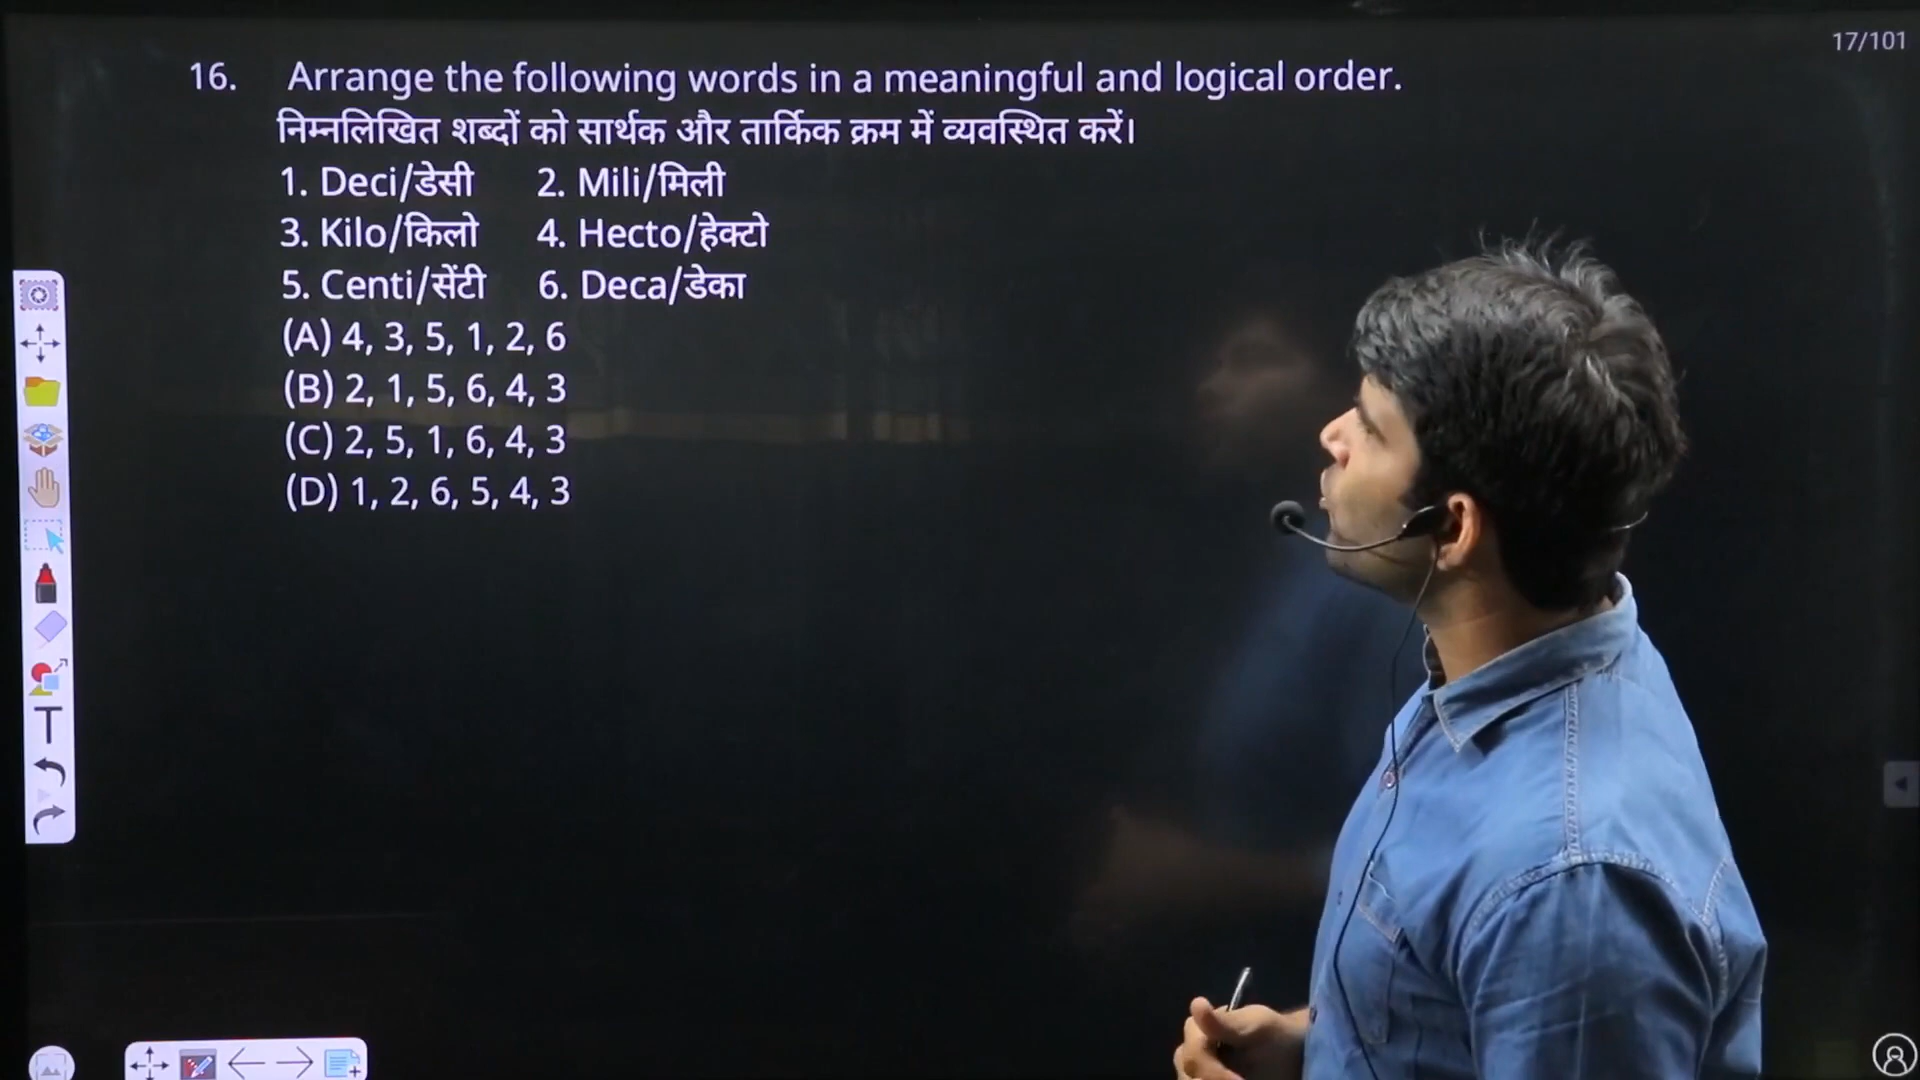 17/101
16. Arrange the following words in a meaningful and logical order.
निम्नलिखित शब्दों को सार्थक और तार्किक क्रम में व्यवस्थित करें।
1. Deci/डेसी 2. Mili/मिली
3. Kilo/किलो 4. Hecto/हेक्टो
5. Centi/सेंटी 6. Deca/डेका
(A) 4, 3, 5, 1, 2, 6
(B) 2, 1, 5, 6, 4, 3
(C) 2, 5, 1, 6, 4, 3
(D) 1, 2, 6, 5, 4, 3
T